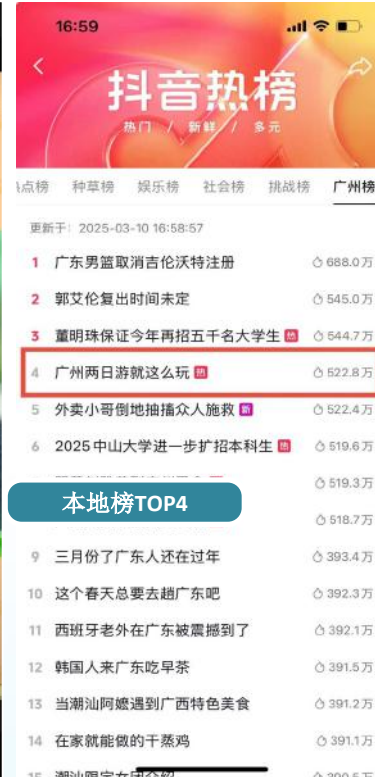 16:59
抖音热榜
热门 / 新鲜 / 多元
点榜 种草榜 娱乐榜 社会榜 挑战榜 广州榜
更新于：2025-03-10 16:58:57
1 广东男篮取消吉伦沃特注册 688.0万
2 郭艾伦复出时间未定 545.0万
3 董明珠保证今年再招五千名大学生 热 544.7万
4 广州两日游就这么玩 热 522.8万
5 外卖小哥倒地抽搐众人施救 新 522.4万
6 2025中山大学进一步扩招本科生 热 519.6万
519.3万
本地榜TOP4
518.7万
9 三月份了广东人还在过年 393.4万
10 这个春天总要去趟广东吧 392.3万
11 西班牙老外在广东被震撼到了 392.1万
12 韩国人来广东吃早茶 391.5万
13 当潮汕阿嬷遇到广西特色美食 391.2万
14 在家就能做的干蒸鸡 391.1万
15